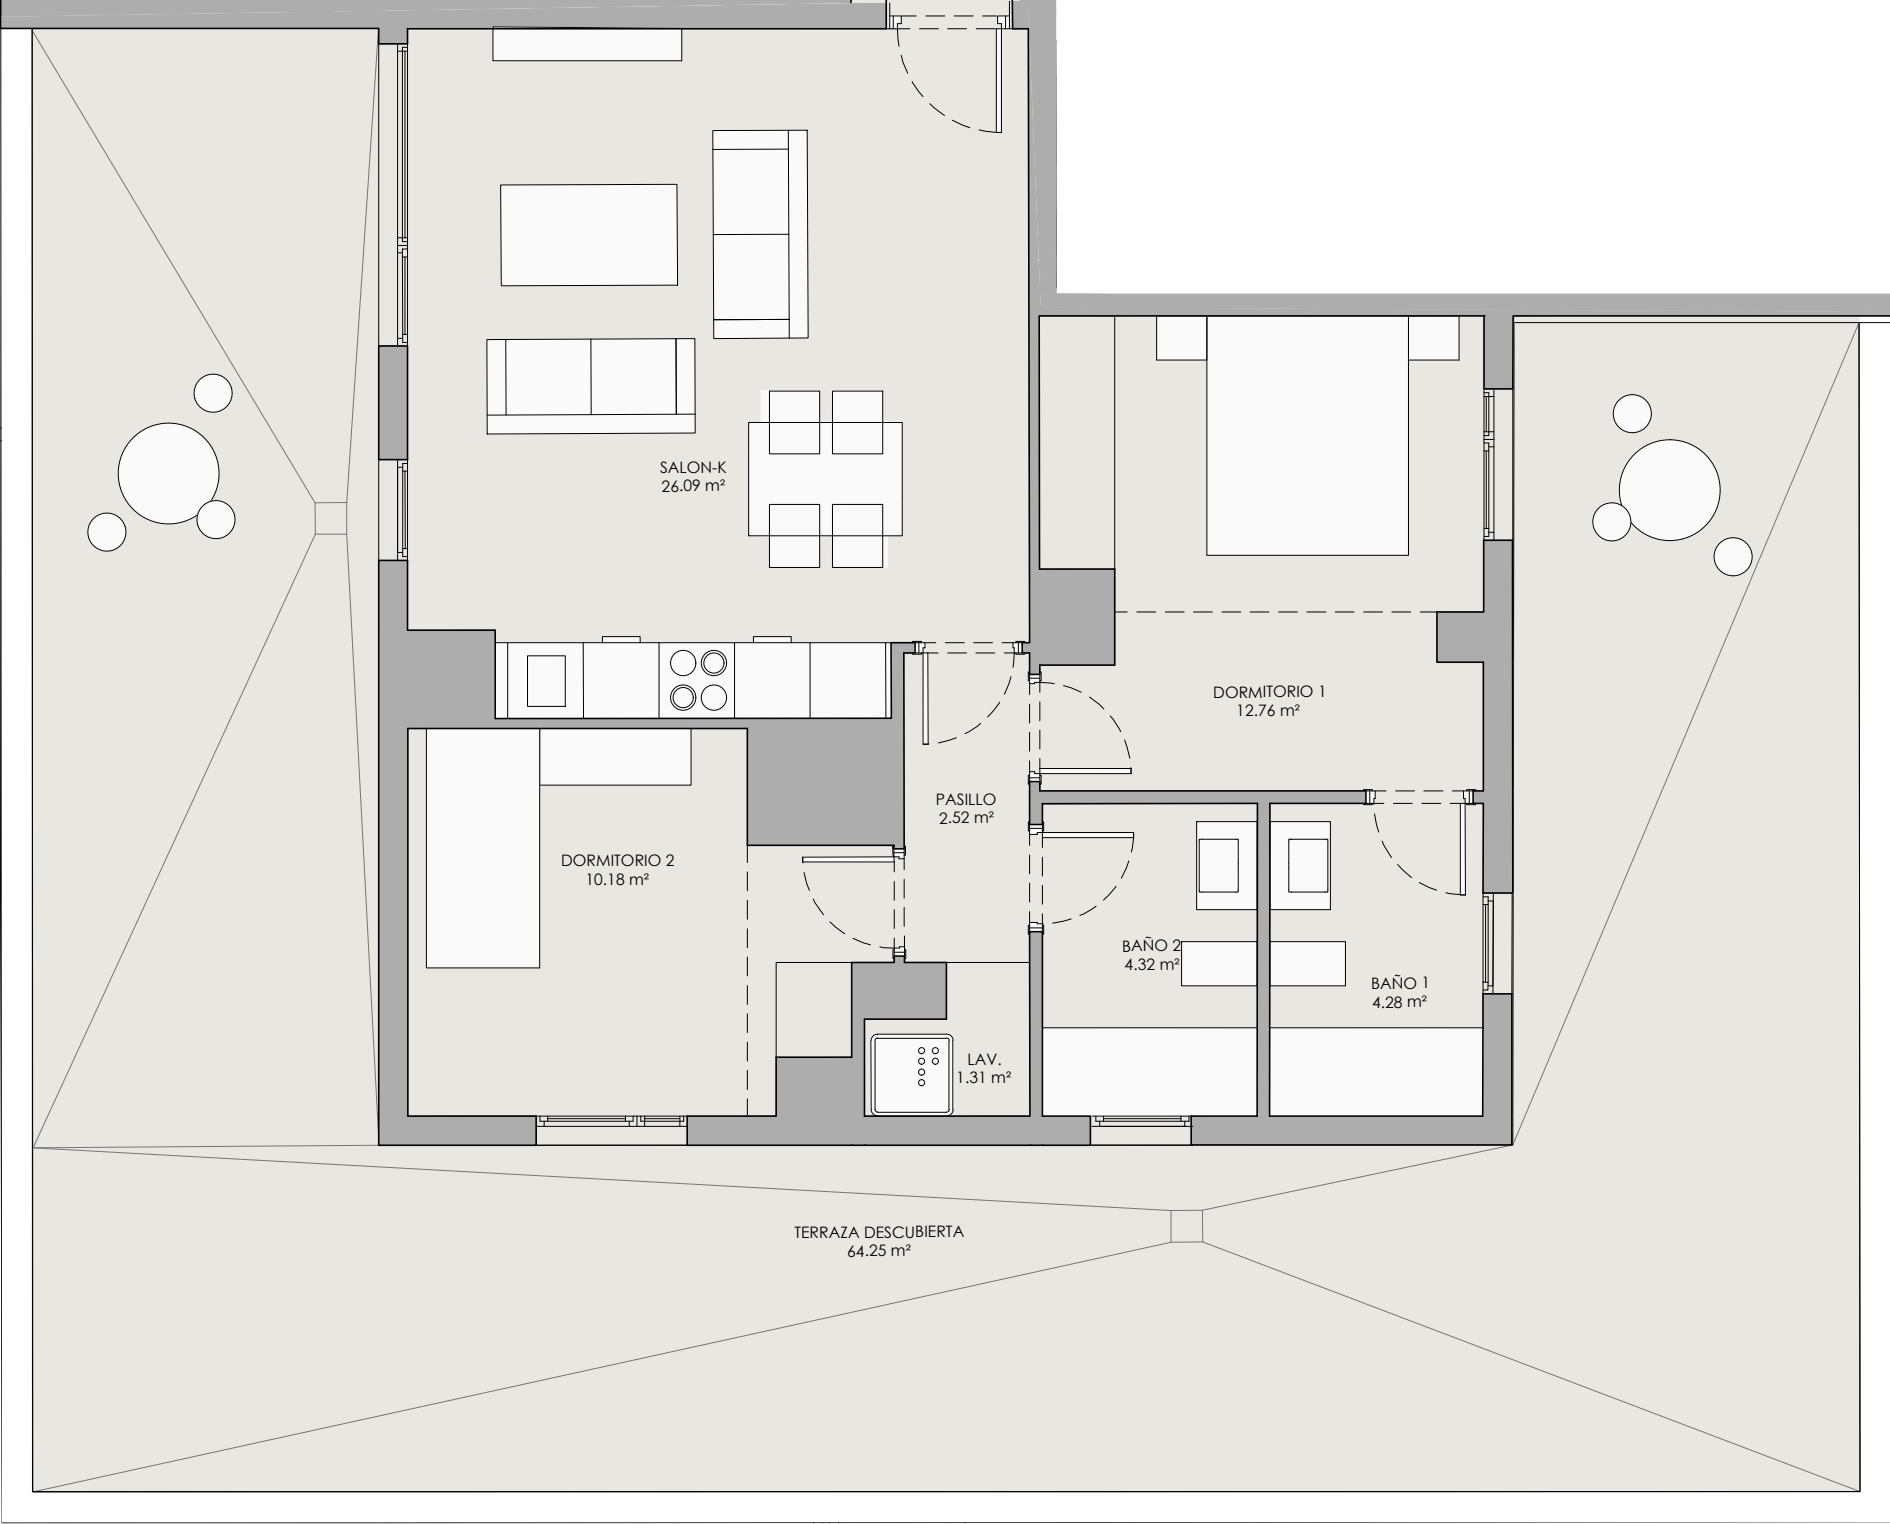 SALON-K
26.09 m²
DORMITORIO 1
12.76 m²
PASILLO
2.52 m²
DORMITORIO 2
10.18 m²
BAÑO 2
4.32 m²
BAÑO 1
4.28 m²
LAV.
1.31 m²
TERRAZA DESCUBIERTA
64.25 m²